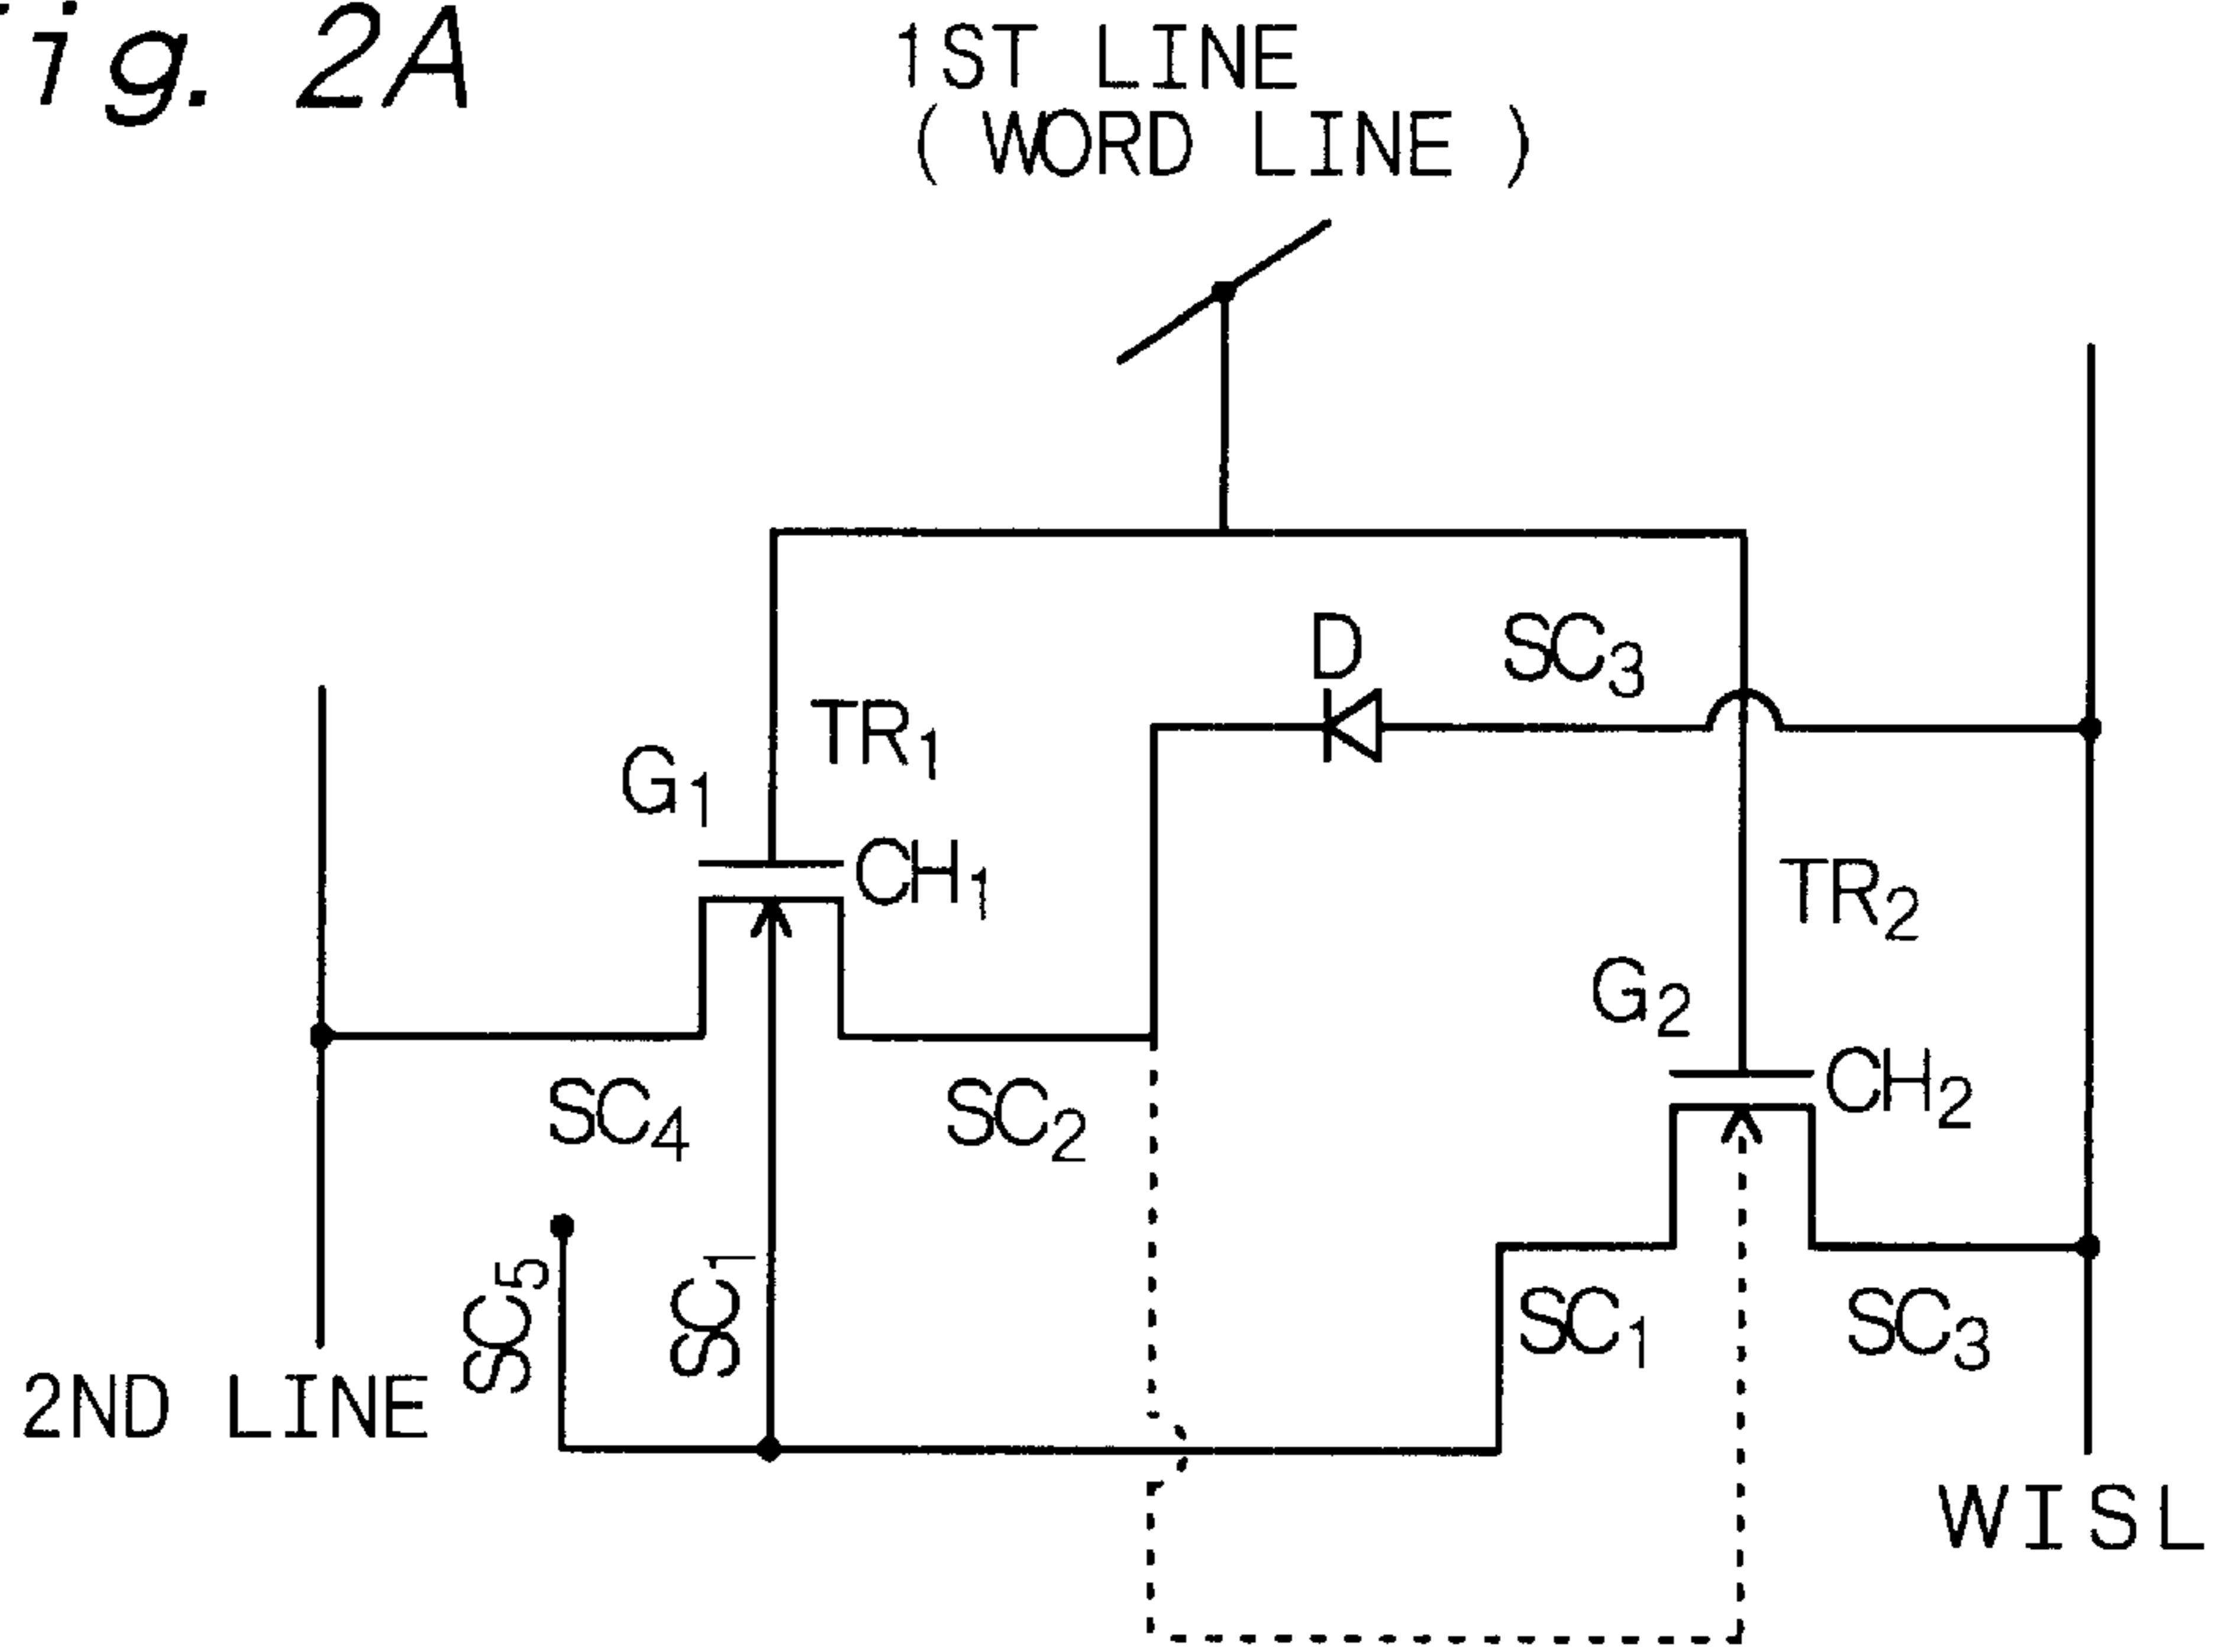 Fig. 2A
1ST LINE
( WORD LINE )
D
SC3
TR1
G1
CH1
TR2
G2
CH2
SC4
SC2
SC5
SC1
SC1
SC3
2ND LINE
WISL